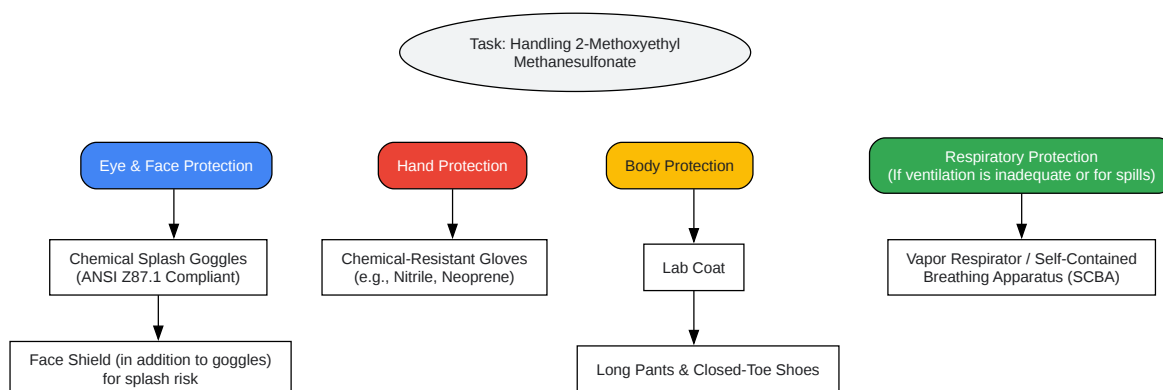 Task: Handling 2-Methoxyethyl
Methanesulfonate
Eye & Face Protection
Hand Protection
Body Protection
Respiratory Protection
(If ventilation is inadequate or for spills)
Chemical Splash Goggles
(ANSI Z87.1 Compliant)
Chemical-Resistant Gloves
(e.g., Nitrile, Neoprene)
Lab Coat
Vapor Respirator / Self-Contained
Breathing Apparatus (SCBA)
Face Shield (in addition to goggles)
for splash risk
Long Pants & Closed-Toe Shoes